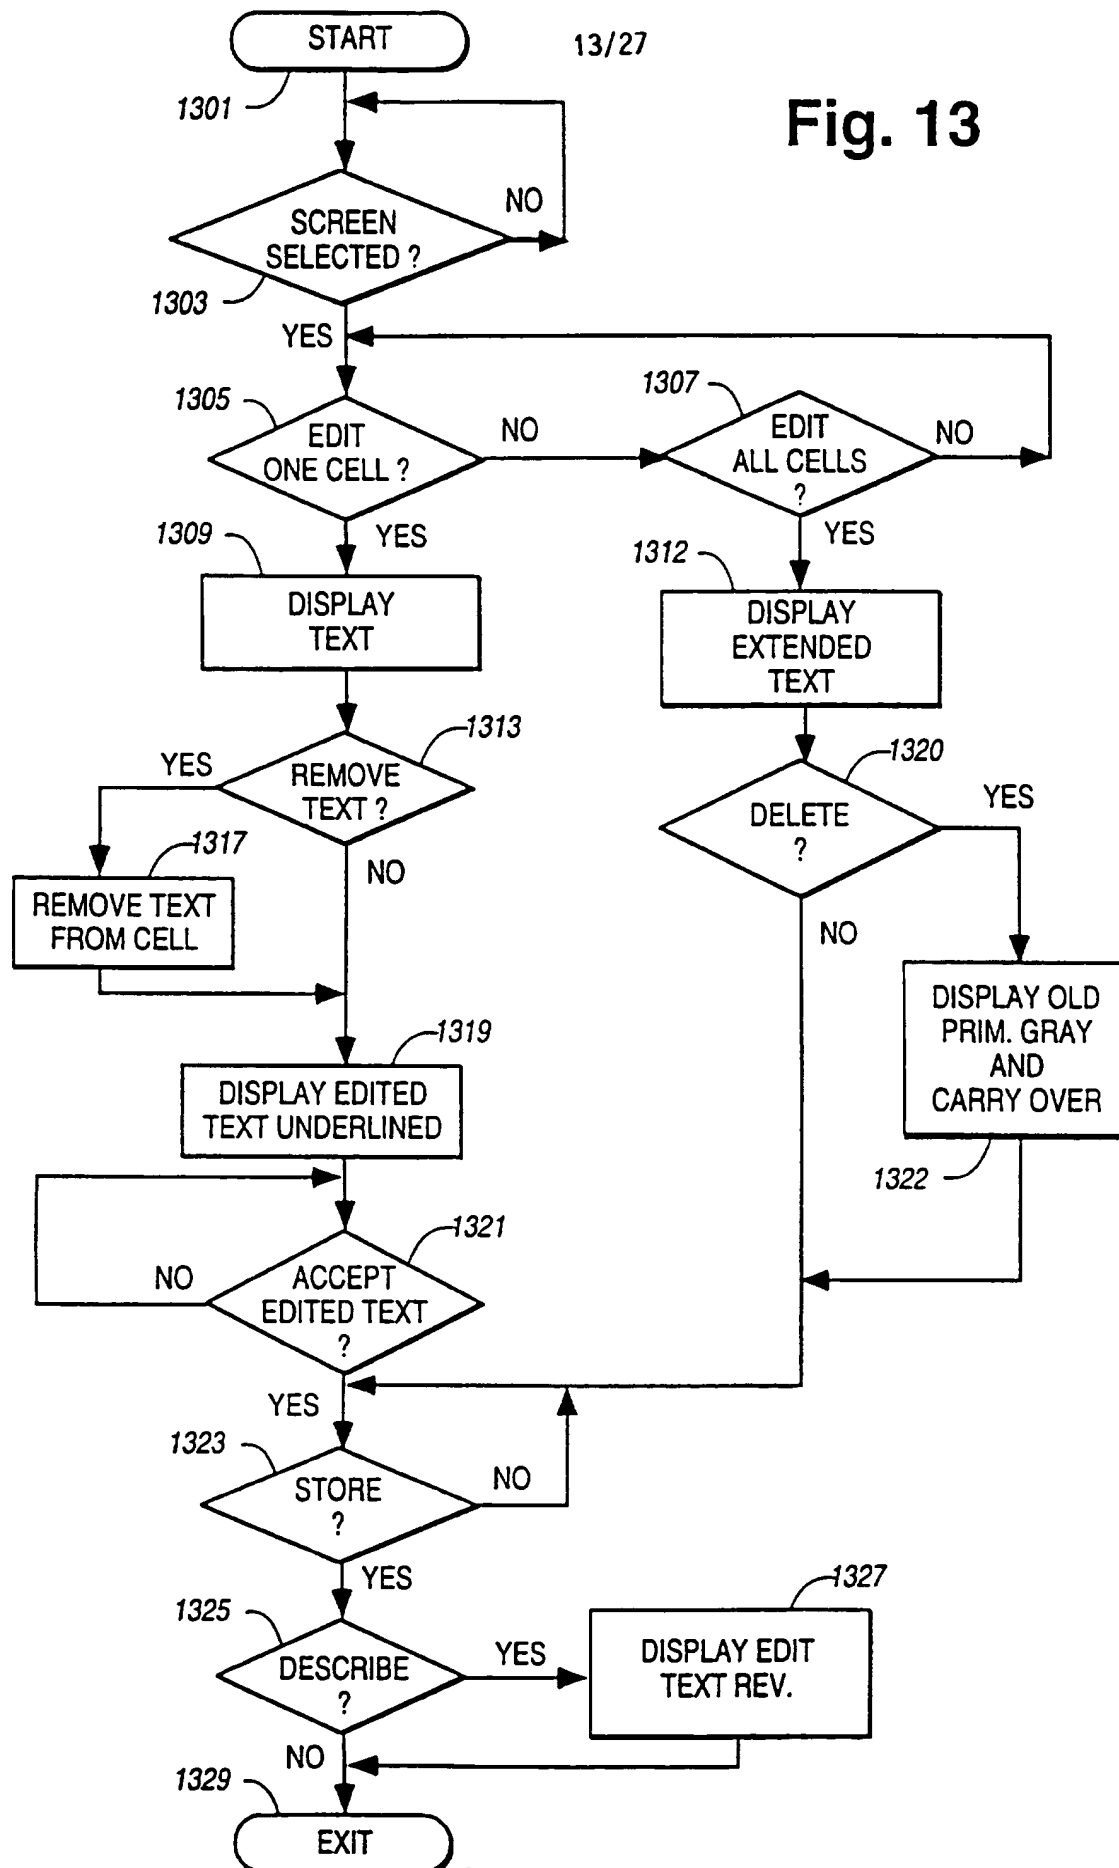 START
13/27
Fig. 13
1301
SCREEN
SELECTED ?
NO
1303
YES
1305
EDIT
ONE CELL ?
NO
1307
EDIT
ALL CELLS
?
NO
YES
1309
DISPLAY
TEXT
YES
1312
DISPLAY
EXTENDED
TEXT
1313
REMOVE
TEXT ?
YES
NO
1317
REMOVE TEXT
FROM CELL
1320
DELETE
?
YES
NO
DISPLAY OLD
PRIM. GRAY
AND
CARRY OVER
1322
1319
DISPLAY EDITED
TEXT UNDERLINED
1321
ACCEPT
EDITED TEXT
?
NO
YES
1323
STORE
?
NO
YES
1325
DESCRIBE
?
YES
1327
DISPLAY EDIT
TEXT REV.
NO
1329
EXIT